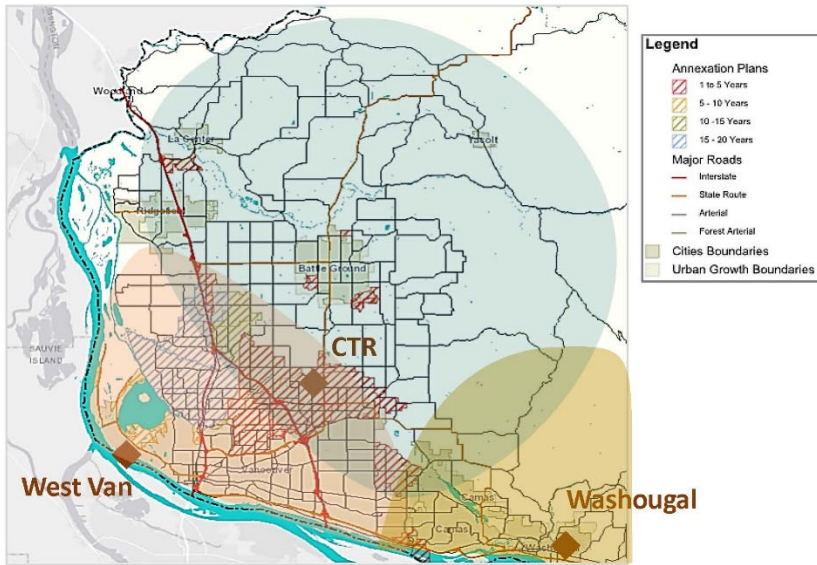 Woodland
La Center
Yacolt
Ridgefield
Battle Ground
SAUVIE
ISLAND
CTR
West Van
Vancouver
Washougal
Camas
Camas
Legend
Annexation Plans
1 to 5 Years
5 - 10 Years
10 -15 Years
15 - 20 Years
Major Roads
Interstate
State Route
Arterial
Forest Arterial
Cities Boundaries
Urban Growth Boundaries